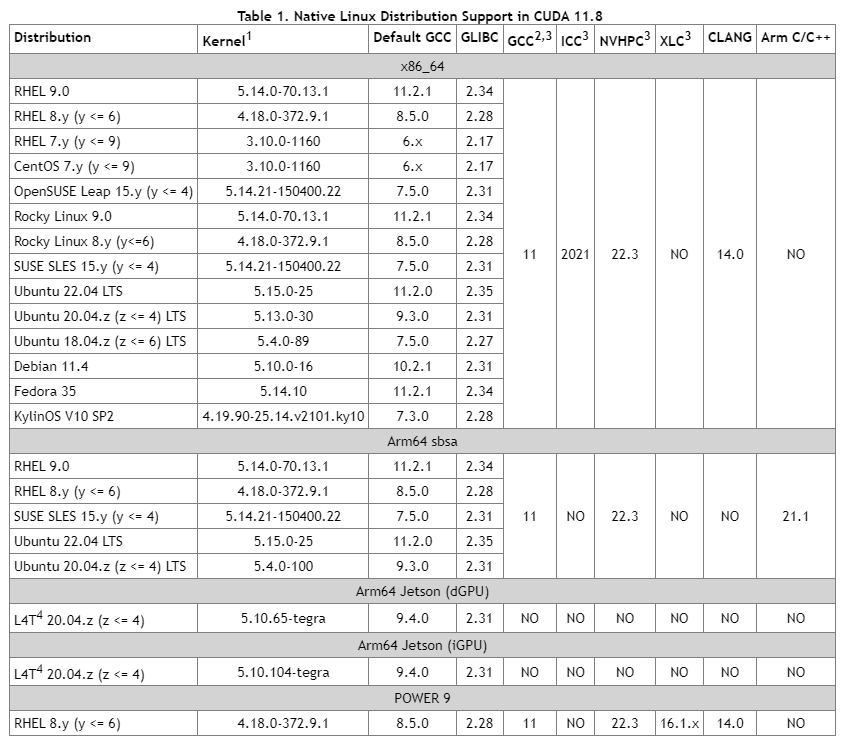 Table 1. Native Linux Distribution Support in CUDA 11.8
Distribution Kernel1 Default GCC GLIBC GCC2,3 ICC3 NVHPC3 XLC3 CLANG Arm C/C++
x86_64
RHEL 9.0 5.14.0-70.13.1 11.2.1 2.34
RHEL 8.y (y <= 6) 4.18.0-372.9.1 8.5.0 2.28
RHEL 7.y (y <= 9) 3.10.0-1160 6.x 2.17
CentOS 7.y (y <= 9) 3.10.0-1160 6.x 2.17
OpenSUSE Leap 15.y (y <= 4) 5.14.21-150400.22 7.5.0 2.31
Rocky Linux 9.0 5.14.0-70.13.1 11.2.1 2.34
Rocky Linux 8.y (y<=6) 4.18.0-372.9.1 8.5.0 2.28
11 2021 22.3 NO 14.0 NO
SUSE SLES 15.y (y <= 4) 5.14.21-150400.22 7.5.0 2.31
Ubuntu 22.04 LTS 5.15.0-25 11.2.0 2.35
Ubuntu 20.04.z (z <= 4) LTS 5.13.0-30 9.3.0 2.31
Ubuntu 18.04.z (z <= 6) LTS 5.4.0-89 7.5.0 2.27
Debian 11.4 5.10.0-16 10.2.1 2.31
Fedora 35 5.14.10 11.2.1 2.34
KylinOS V10 SP2 4.19.90-25.14.v2101.ky10 7.3.0 2.28
Arm64 sbsa
RHEL 9.0 5.14.0-70.13.1 11.2.1 2.34
RHEL 8.y (y <= 6) 4.18.0-372.9.1 8.5.0 2.28
SUSE SLES 15.y (y <= 4) 5.14.21-150400.22 7.5.0 2.31 11 NO 22.3 NO NO 21.1
Ubuntu 22.04 LTS 5.15.0-25 11.2.0 2.35
Ubuntu 20.04.z (z <= 4) LTS 5.4.0-100 9.3.0 2.31
Arm64 Jetson (dGPU)
L4T4 20.04.z (z <= 4) 5.10.65-tegra 9.4.0 2.31 NO NO NO NO NO NO
Arm64 Jetson (iGPU)
L4T4 20.04.z (z <= 4) 5.10.104-tegra 9.4.0 2.31 NO NO NO NO NO NO
POWER 9
RHEL 8.y (y <= 6) 4.18.0-372.9.1 8.5.0 2.28 11 NO 22.3 16.1.x 14.0 NO